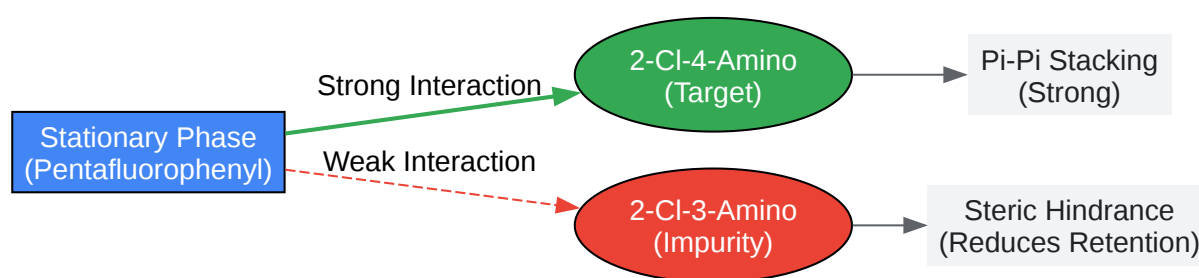 Stationary Phase
(Pentafluorophenyl)
Strong Interaction
Weak Interaction
2-Cl-4-Amino
(Target)
2-Cl-3-Amino
(Impurity)
Pi-Pi Stacking
(Strong)
Steric Hindrance
(Reduces Retention)